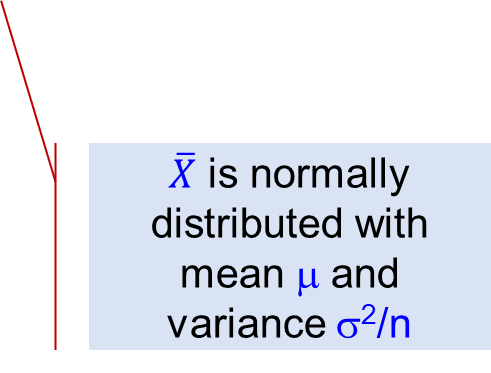 X̄ is normally
distributed with
mean μ and
variance σ²/n